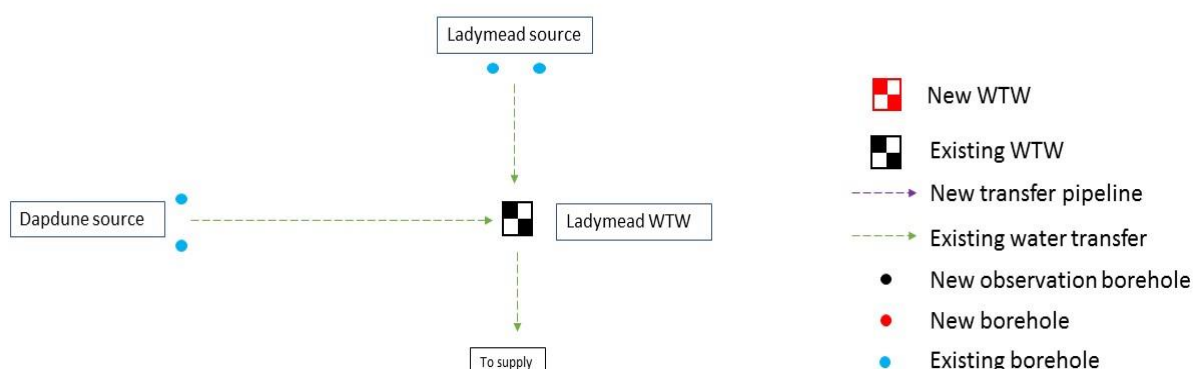 Ladymead source
Dapdune source
Ladymead WTW
To supply
New WTW
Existing WTW
New transfer pipeline
Existing water transfer
New observation borehole
New borehole
Existing borehole